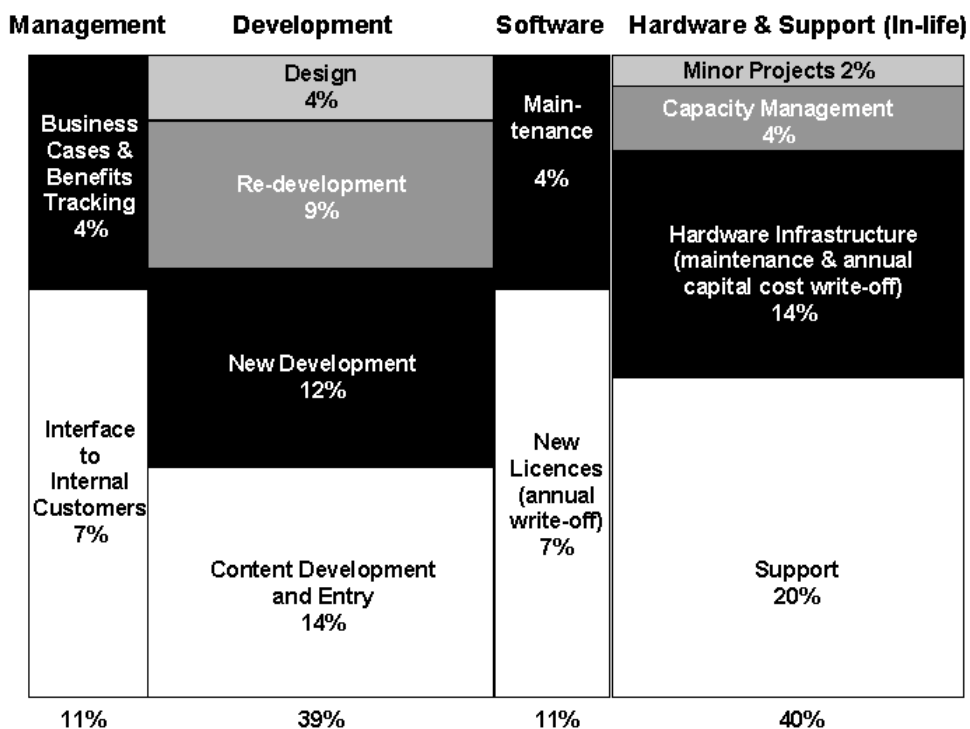 Management Development Software Hardware & Support (In-life)
Business
Cases &
Benefits
Tracking
4%
Interface
to
Internal
Customers
7%
Design
4%
Re-development
9%
New Development
12%
Content Development
and Entry
14%
Main-
tenance
4%
New
Licences
(annual
write-off)
7%
Minor Projects 2%
Capacity Management
4%
Hardware Infrastructure
(maintenance & annual
capital cost write-off)
14%
Support
20%
11% 39% 11% 40%